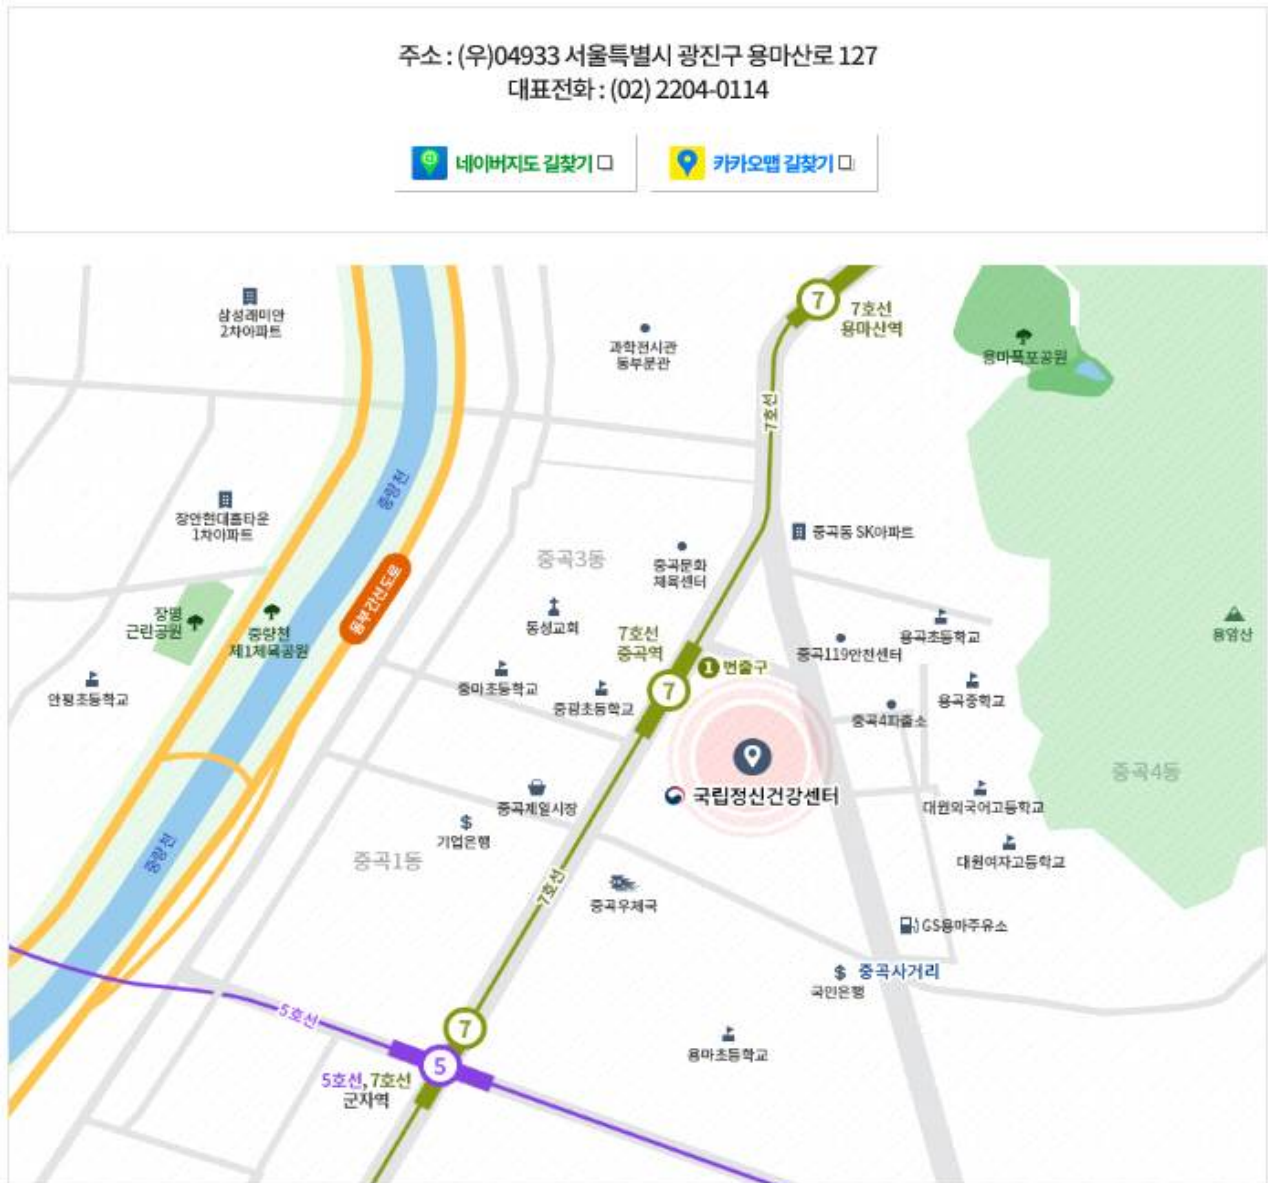 주소 : (우)04933 서울특별시 광진구 용마산로 127
대표전화 : (02) 2204-0114
네이버지도 길찾기
카카오맵 길찾기
삼성래미안
2차아파트
과학전시관
동부분관
7
7호선
용마산역
용마폭포공원
7호선
중랑천
장안현대홈타운
1차아파트
중곡동 SK아파트
중곡3동
중곡문화
체육센터
동부간선도로
장평
근린공원
중랑천
제1체육공원
동성교회
7호선
중곡역
1 번출구
용곡초등학교
중곡119안전센터
용암산
안평초등학교
중마초등학교
중광초등학교
7
용곡중학교
중곡4파출소
국립정신건강센터
중곡4동
중곡제일시장
대원외국어고등학교
기업은행
중곡1동
중랑천
대원여자고등학교
7호선
중곡우체국
GS용마주유소
중곡사거리
국민은행
5호선
7
용마초등학교
5
5호선, 7호선
군자역